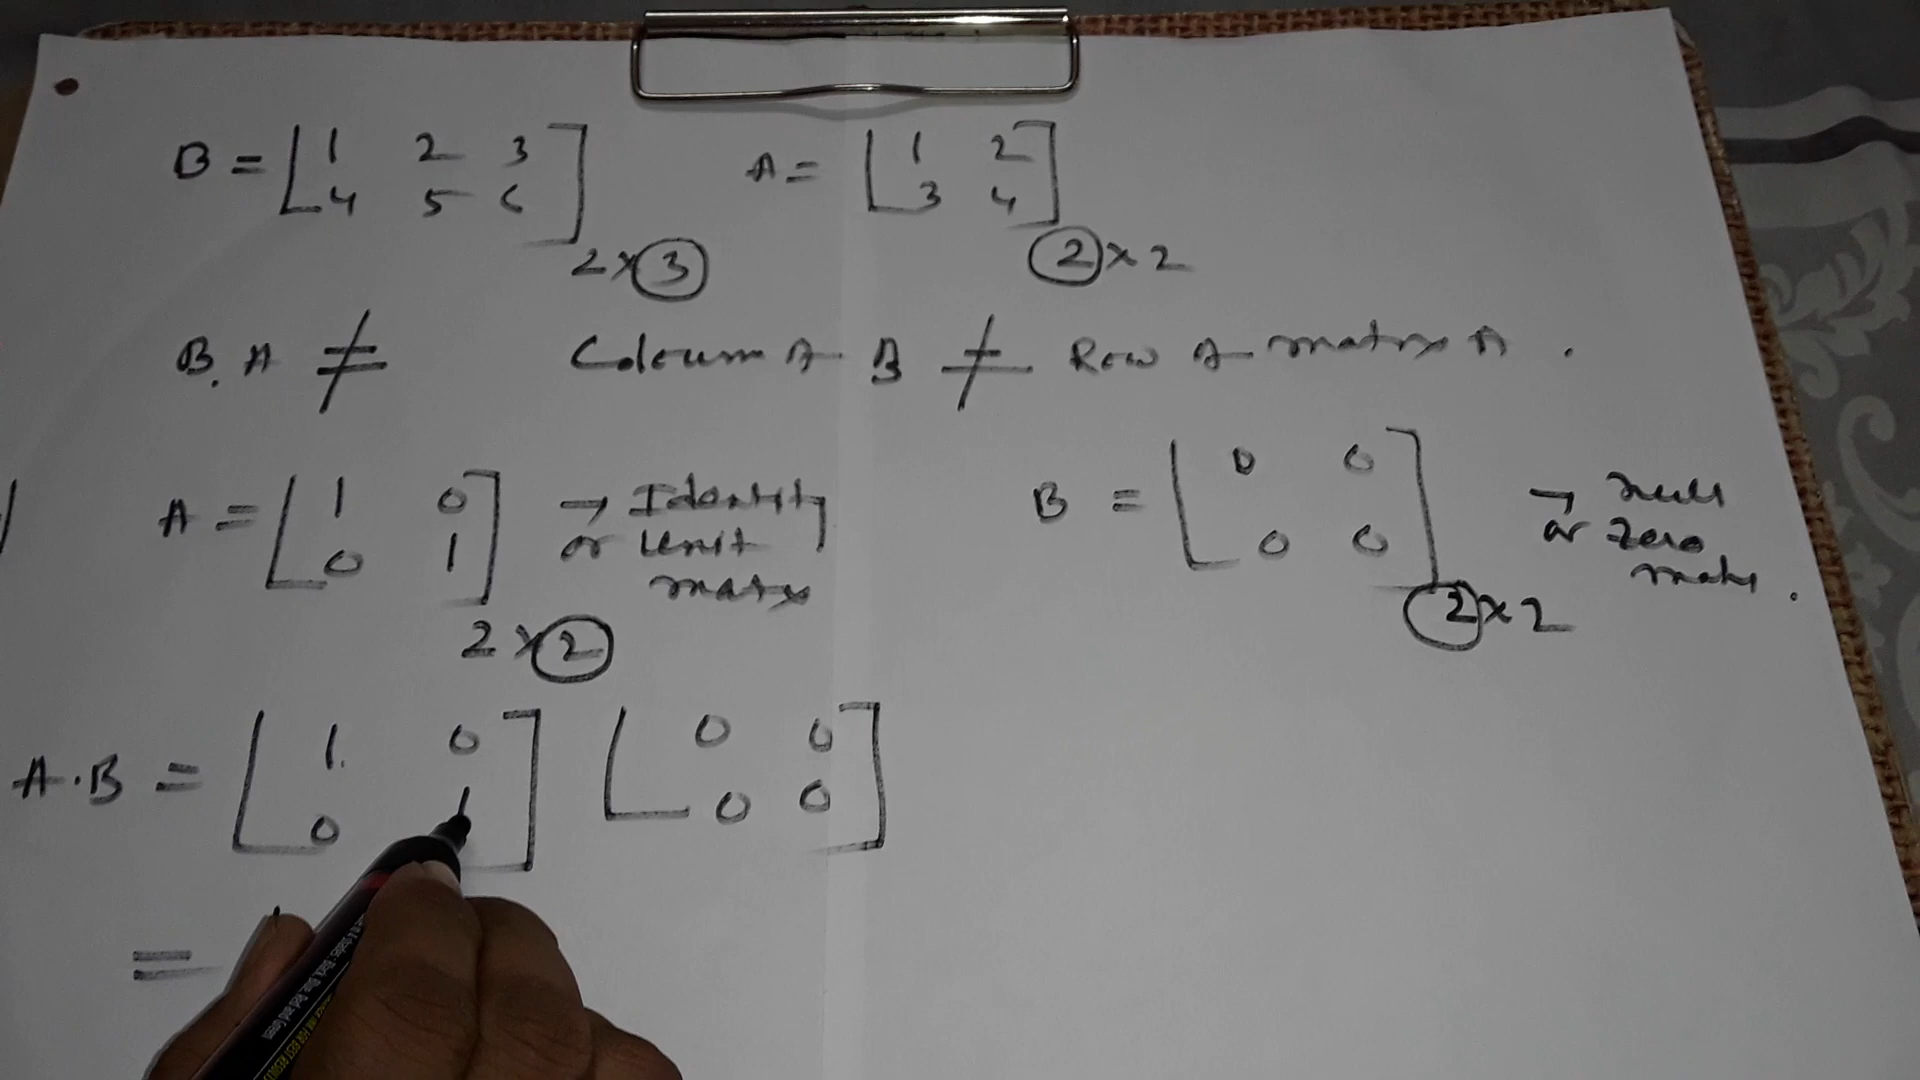 B = [ 1 2 3 ] A = [ 1 2 ]
4 5 6 3 4
2×3 2×2
B.A ≠ Coloum of B ≠ Row of matrix A.
A = [ 1 0 ] → Identity B = [ 0 0 ] → null
0 1 or Unit 0 0 or zero
matrx
2×2 2×2
A.B = [ 1 0 ] [ 0 0 ]
0 1 0 0
=